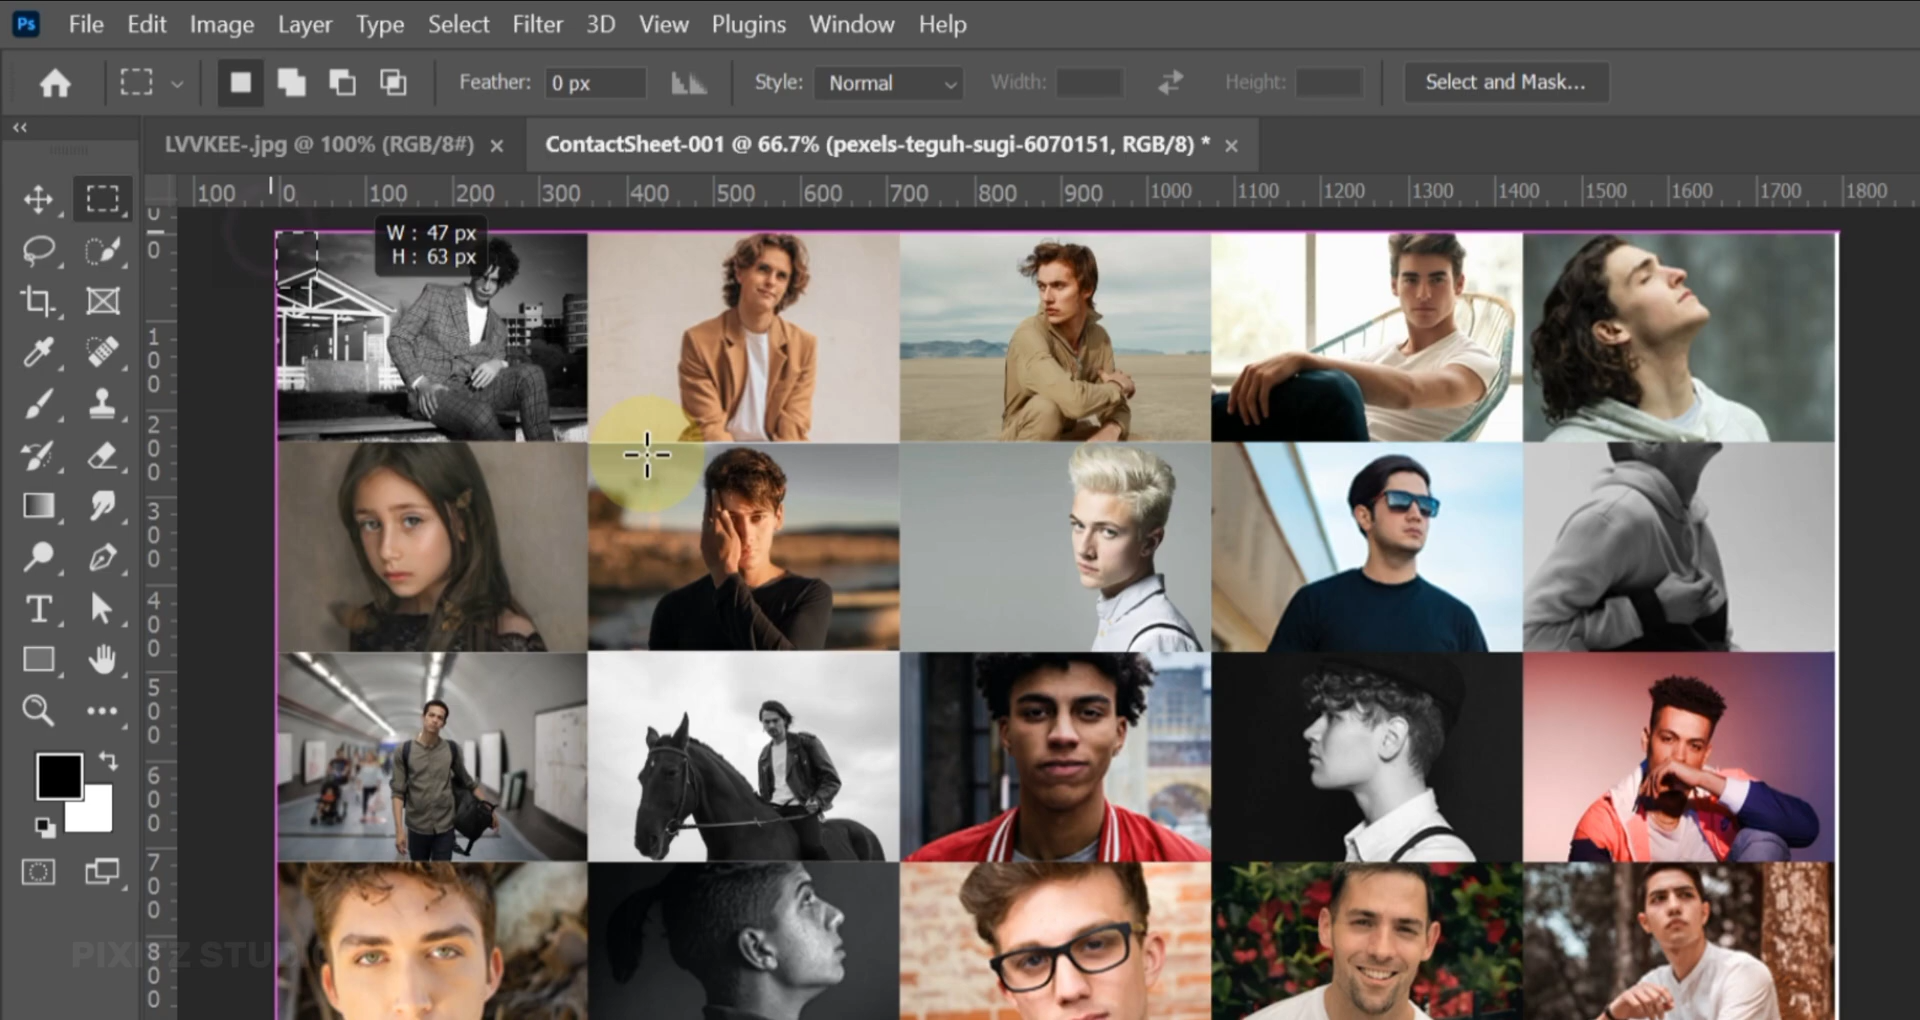 Ps File Edit Image Layer Type Select Filter 3D View Plugins Window Help
Feather: 0 px Style: Normal Width: Height: Select and Mask...
LVVKEE-.jpg @ 100% (RGB/8#) × ContactSheet-001 @ 66.7% (pexels-teguh-sugi-6070151, RGB/8) * ×
100 0 100 200 300 400 500 600 700 800 900 1000 1100 1200 1300 1400 1500 1600 1700 1800
W : 47 px
H : 63 px
0
0
100
200
300
400
500
600
700
800
PIXI Z STUDIO